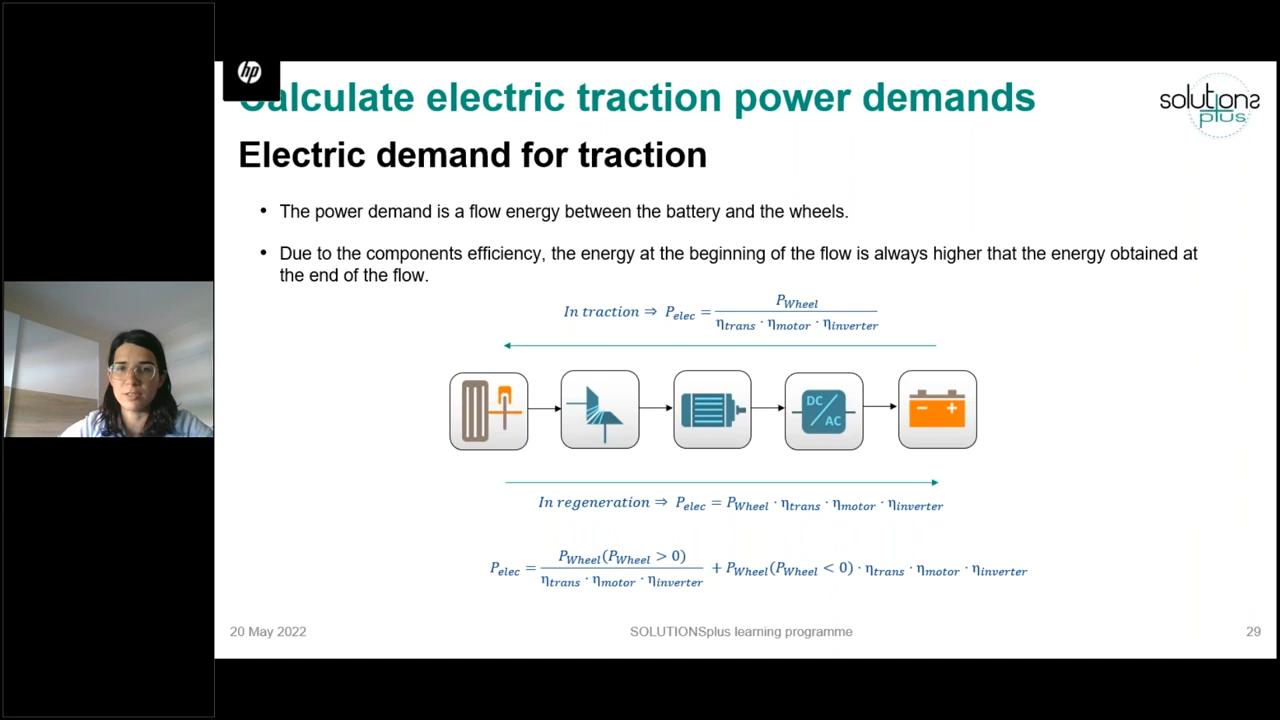 hp
Calculate electric traction power demands
solutions
plus
Electric demand for traction
• The power demand is a flow energy between the battery and the wheels.
• Due to the components efficiency, the energy at the beginning of the flow is always higher that the energy obtained at
the end of the flow.
In traction ⇒ P_elec = P_Wheel / (η_trans · η_motor · η_inverter)
DC
AC
− +
In regeneration ⇒ P_elec = P_Wheel · η_trans · η_motor · η_inverter
P_elec = P_Wheel(P_Wheel > 0) / (η_trans · η_motor · η_inverter) + P_Wheel(P_Wheel < 0) · η_trans · η_motor · η_inverter
20 May 2022
SOLUTIONSplus learning programme
29